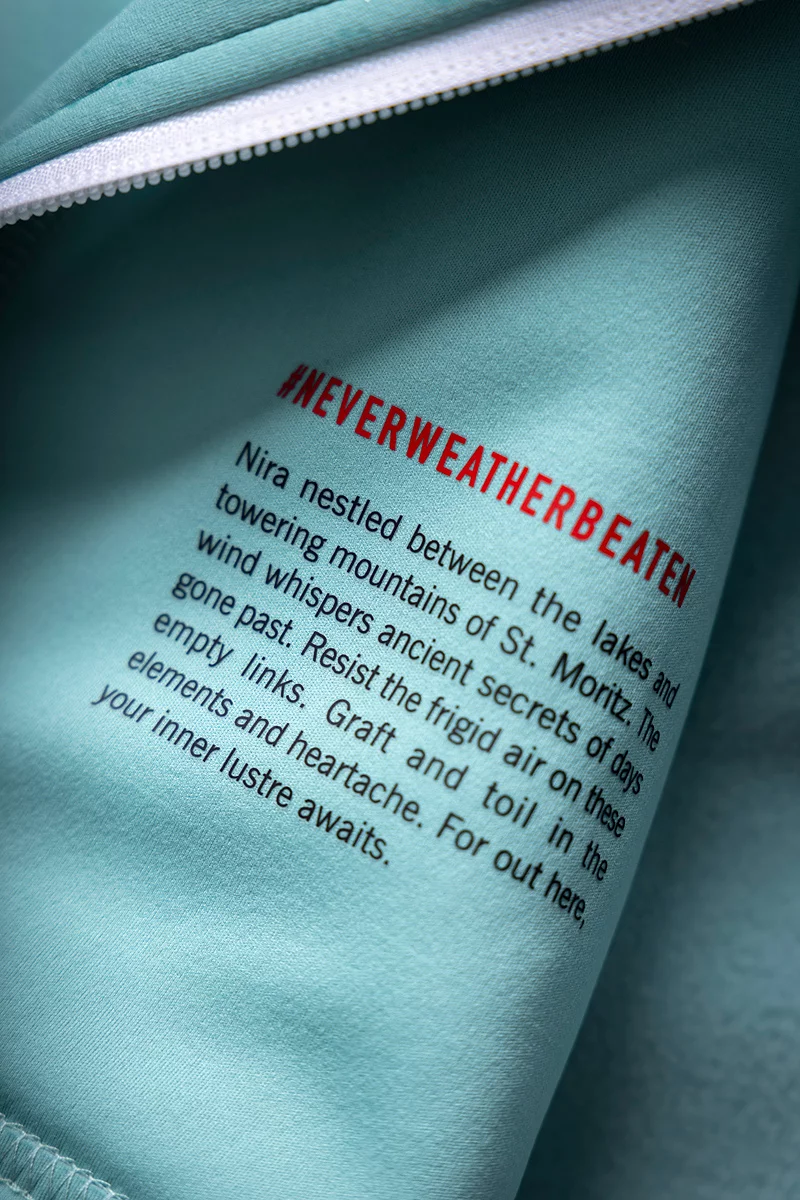 #NEVERWEATHERBEATEN
Nira nestled between the lakes and
towering mountains of St. Moritz. The
wind whispers ancient secrets of days
gone past. Resist the frigid air on these
empty links. Graft and toil in the
elements and heartache. For out here,
your inner lustre awaits.